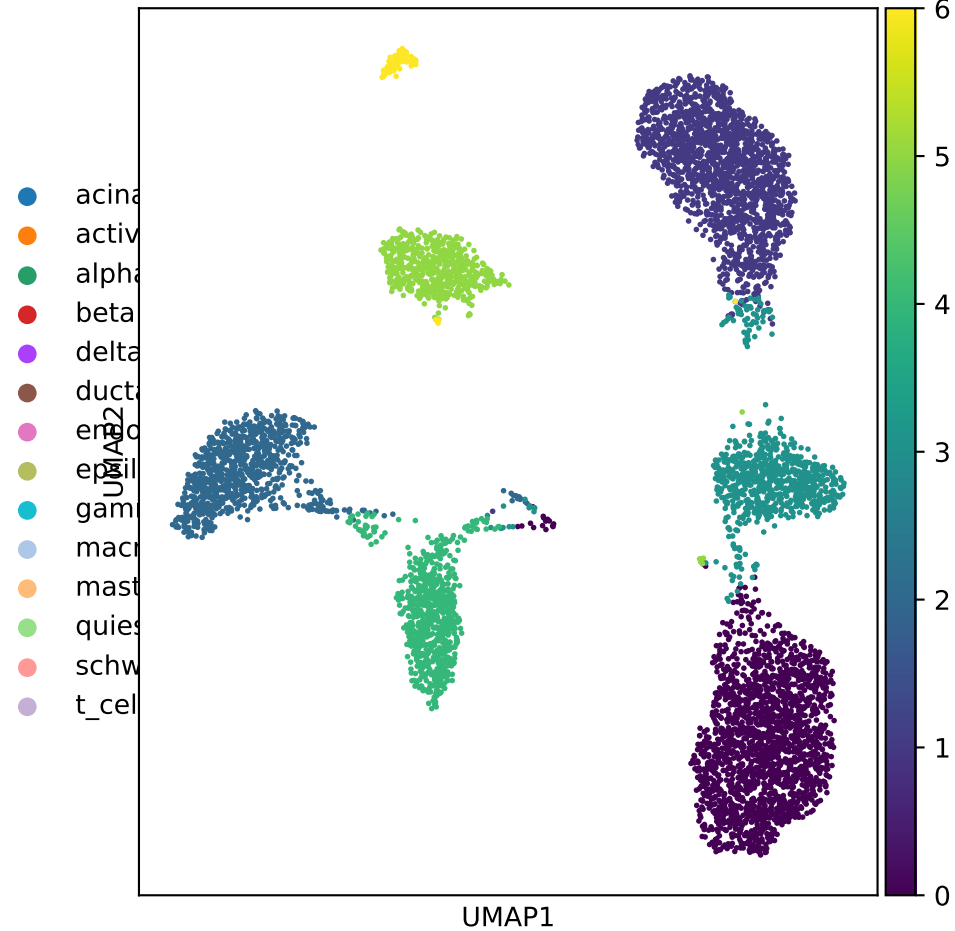 acina
activ
alpha
beta
delta
ducta
endo
epsil
gamm
macr
mast
quies
schw
t_cel
UMAP2
UMAP1
6
5
4
3
2
1
0